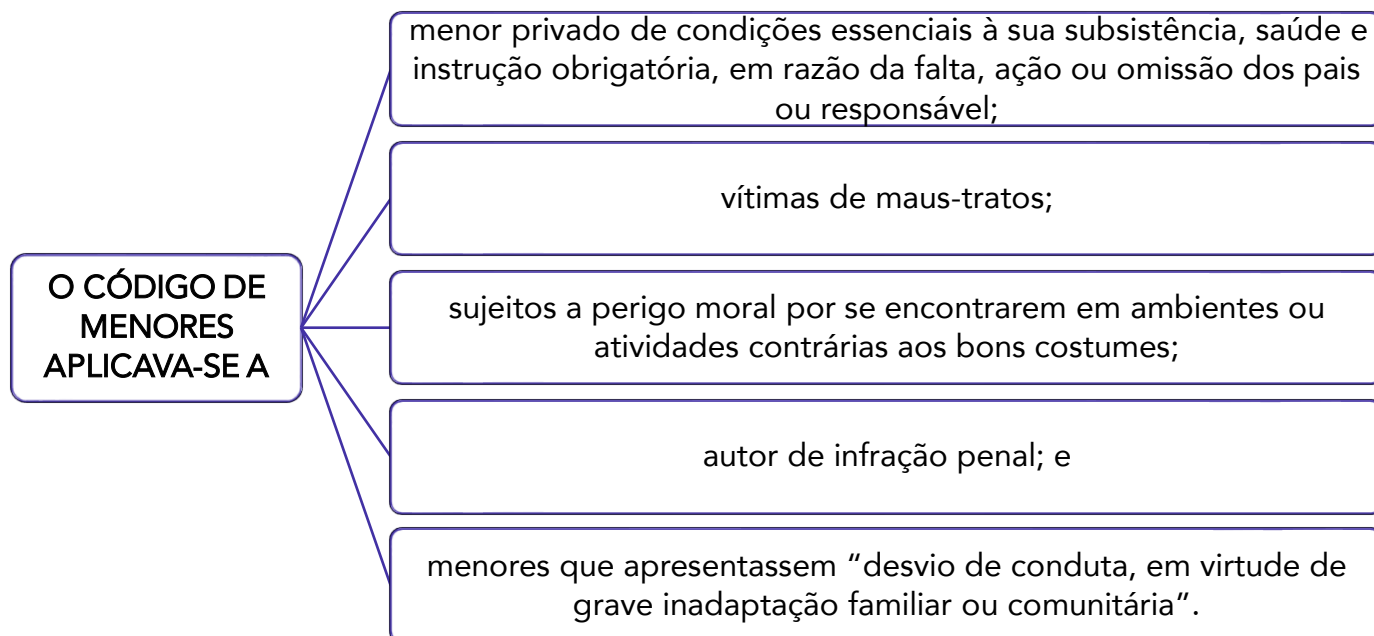 menor privado de condições essenciais à sua subsistência, saúde e
instrução obrigatória, em razão da falta, ação ou omissão dos pais
ou responsável;
vítimas de maus-tratos;
O CÓDIGO DE
MENORES
APLICAVA-SE A
sujeitos a perigo moral por se encontrarem em ambientes ou
atividades contrárias aos bons costumes;
autor de infração penal; e
menores que apresentassem “desvio de conduta, em virtude de
grave inadaptação familiar ou comunitária”.